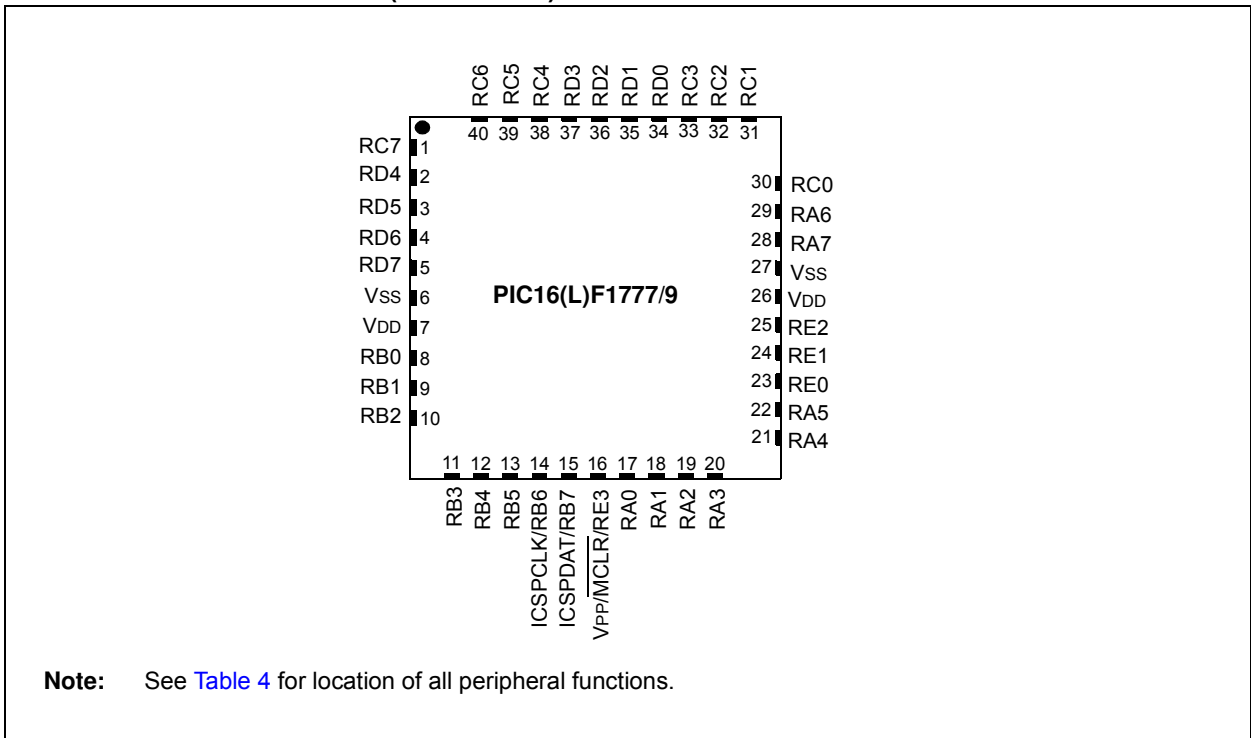 RC6 RC5 RC4 RD3 RD2 RD1 RD0 RC3 RC2 RC1
40 39 38 37 36 35 34 33 32 31
RC7 1
RD4 2
RD5 3
RD6 4
RD7 5
VSS 6
VDD 7
RB0 8
RB1 9
RB2 10
PIC16(L)F1777/9
30 RC0
29 RA6
28 RA7
27 VSS
26 VDD
25 RE2
24 RE1
23 RE0
22 RA5
21 RA4
11 12 13 14 15 16 17 18 19 20
RB3 RB4 RB5 ICSPCLK/RB6 ICSPDAT/RB7 VPP/MCLR/RE3 RA0 RA1 RA2 RA3
Note: See Table 4 for location of all peripheral functions.